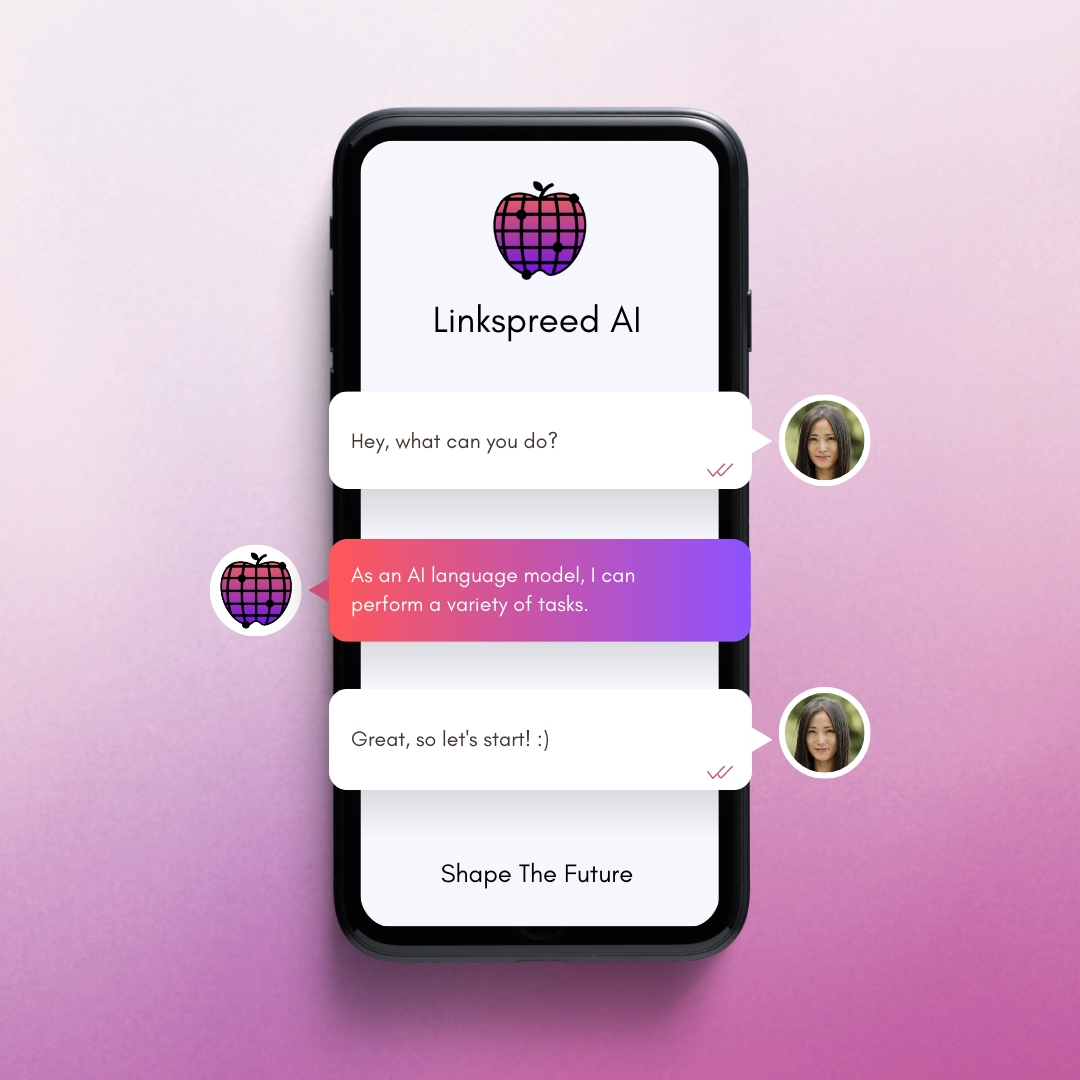 Linkspreed AI
Hey, what can you do?
As an AI language model, I can
perform a variety of tasks.
Great, so let's start! :)
Shape The Future